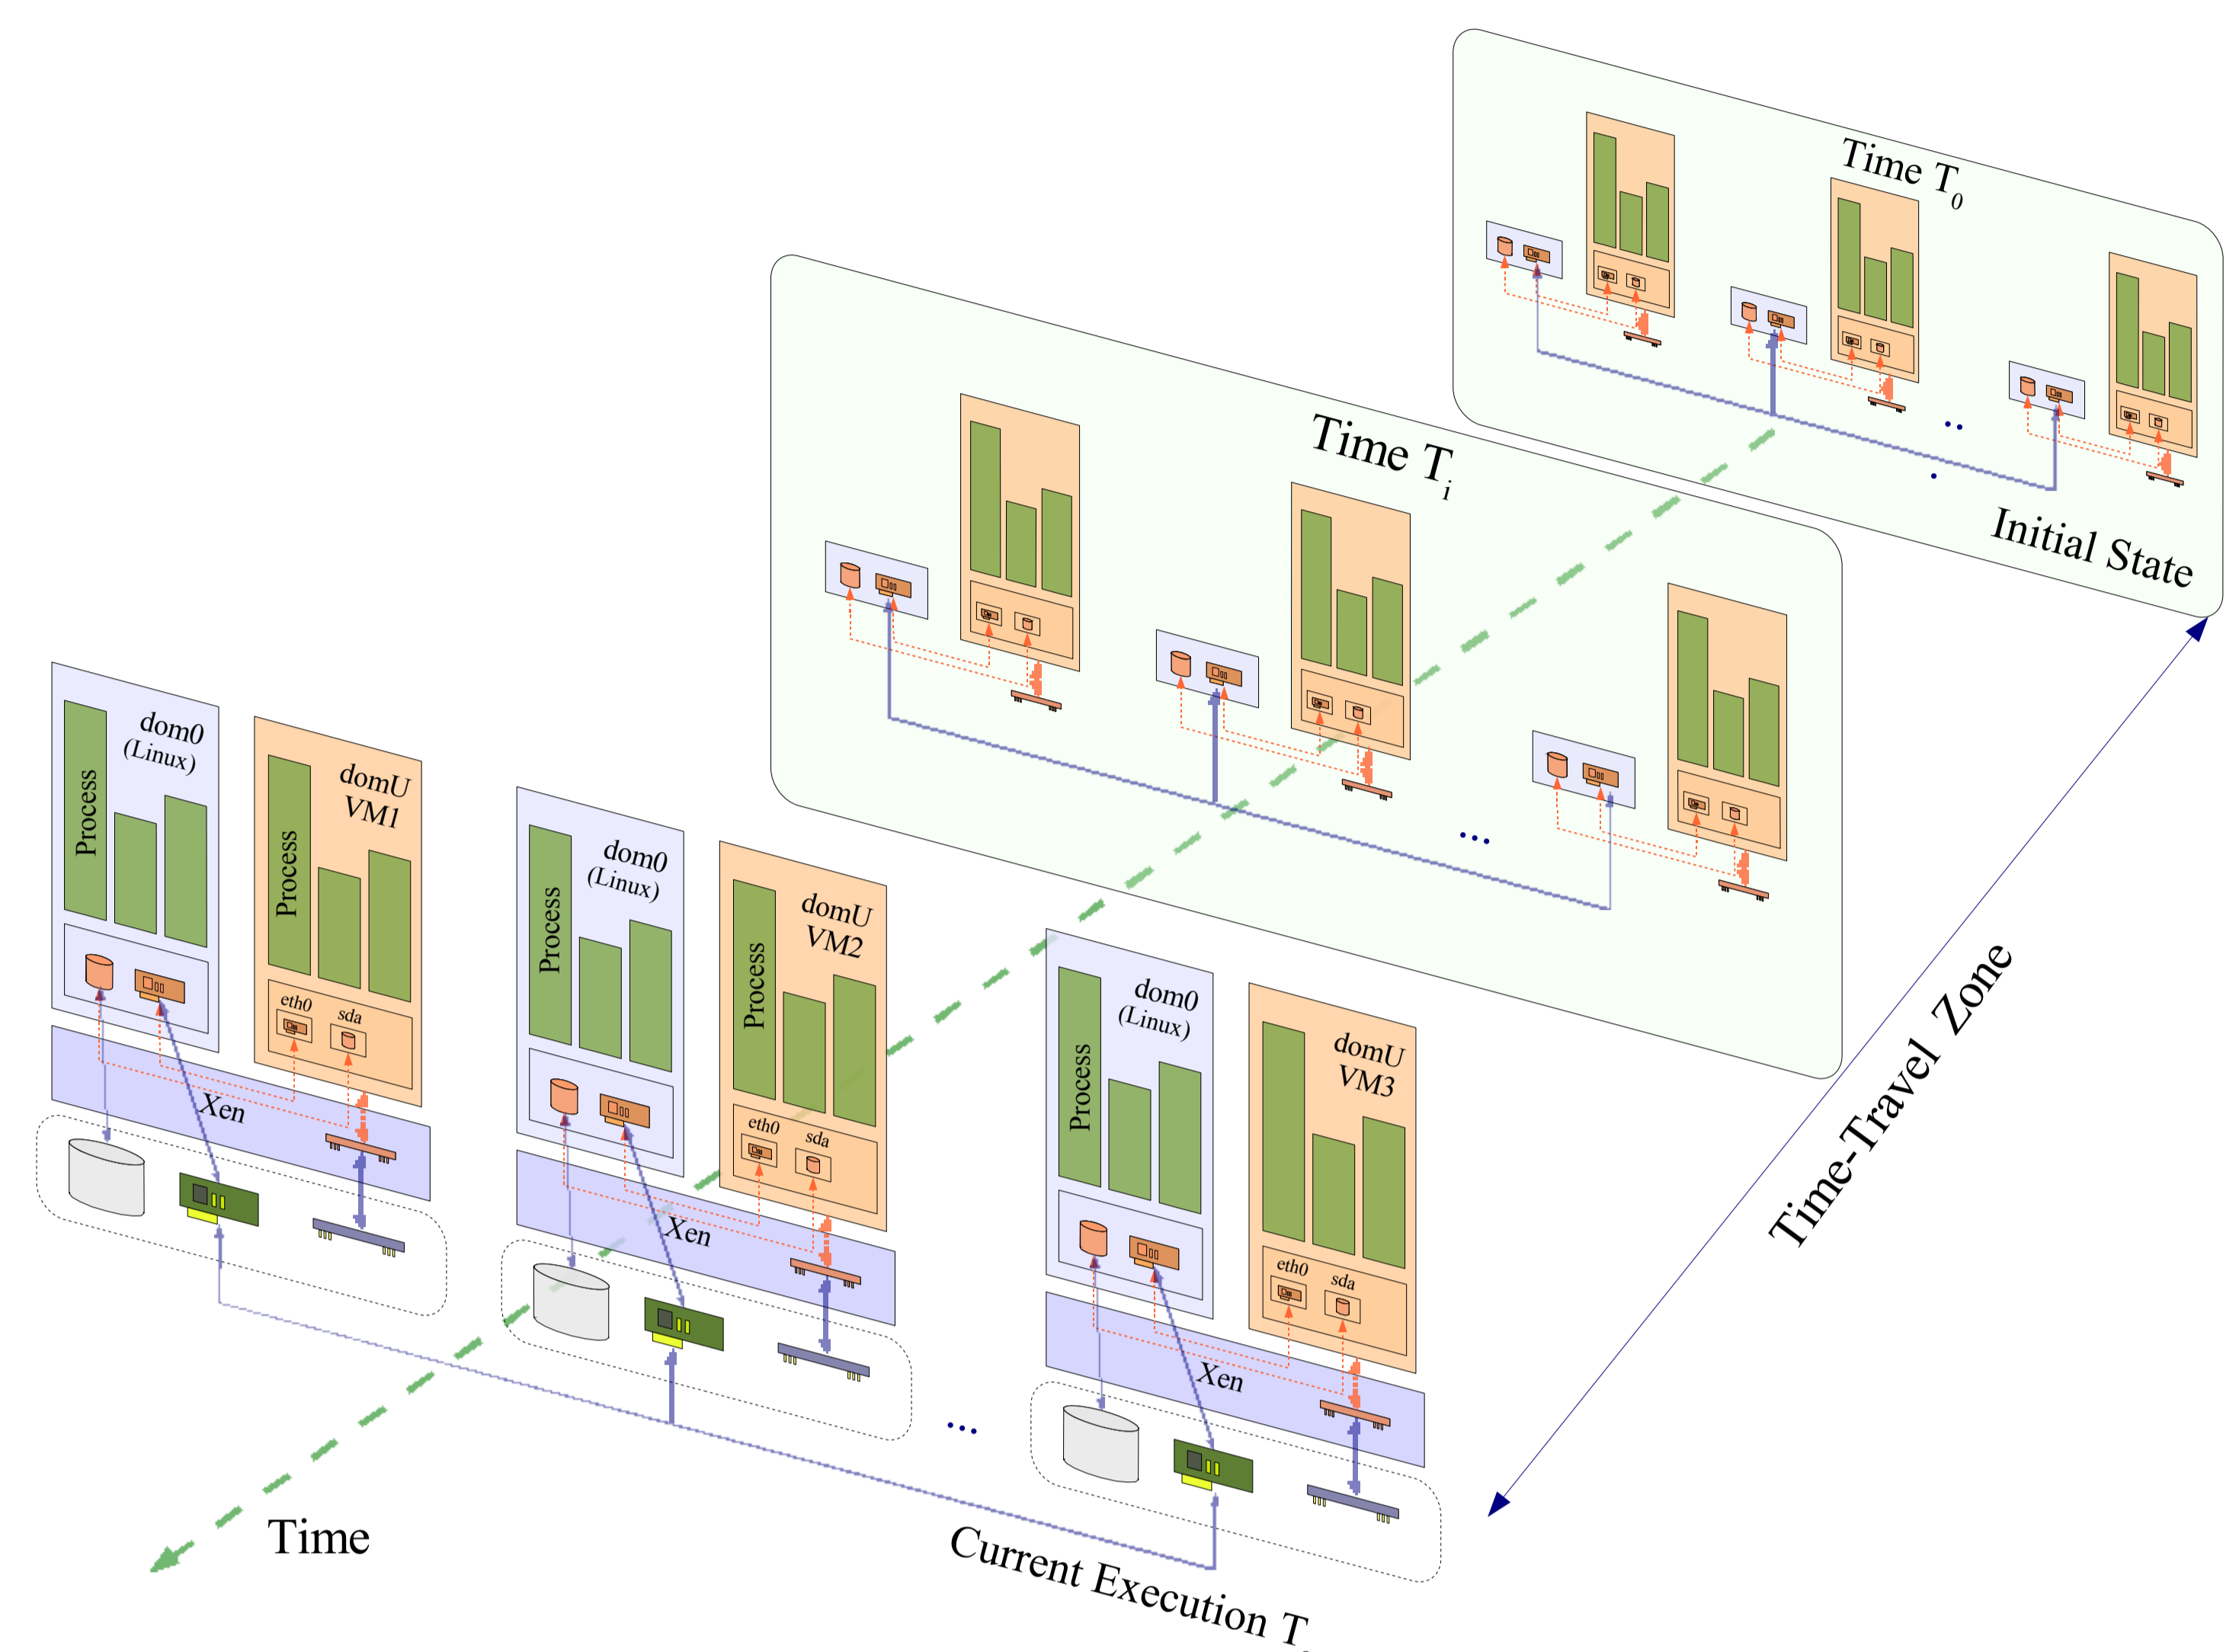 Time T0
Initial State
Time Ti
Time-Travel Zone
dom0
(Linux)
Process
domU
VM1
Process
eth0
sda
Xen
dom0
(Linux)
Process
domU
VM2
Process
eth0
sda
Xen
dom0
(Linux)
Process
domU
VM3
eth0
sda
Xen
Time
Current Execution T